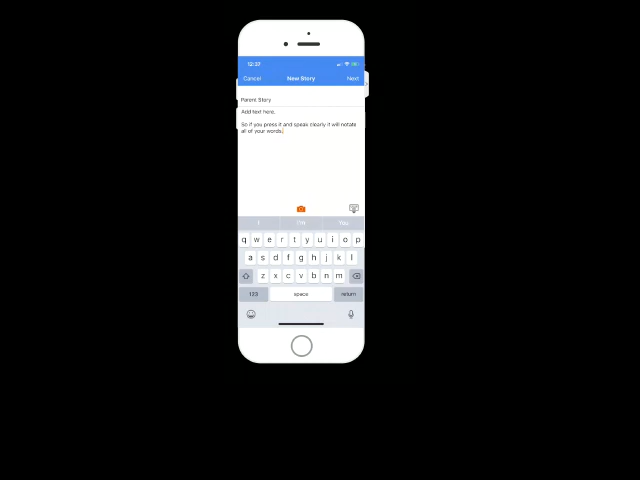 12:37
Cancel New Story Next
Parent Story
Add text here.
So if you press it and speak clearly it will notate
all of your words.
I I'm You
q w e r t y u i o p
a s d f g h j k l
z x c v b n m
123 space return